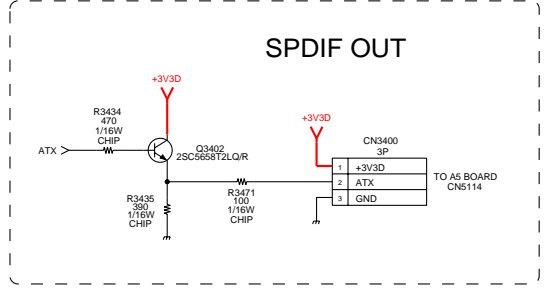 SPDIF OUT
+3V3D
R3434
470
1/16W
CHIP
ATX
Q3402
2SC5658T2LQ/R
R3435
390
1/16W
CHIP
R3471
100
1/16W
CHIP
+3V3D
CN3400
3P
1 +3V3D
2 ATX
3 GND
TO A5 BOARD
CN5114